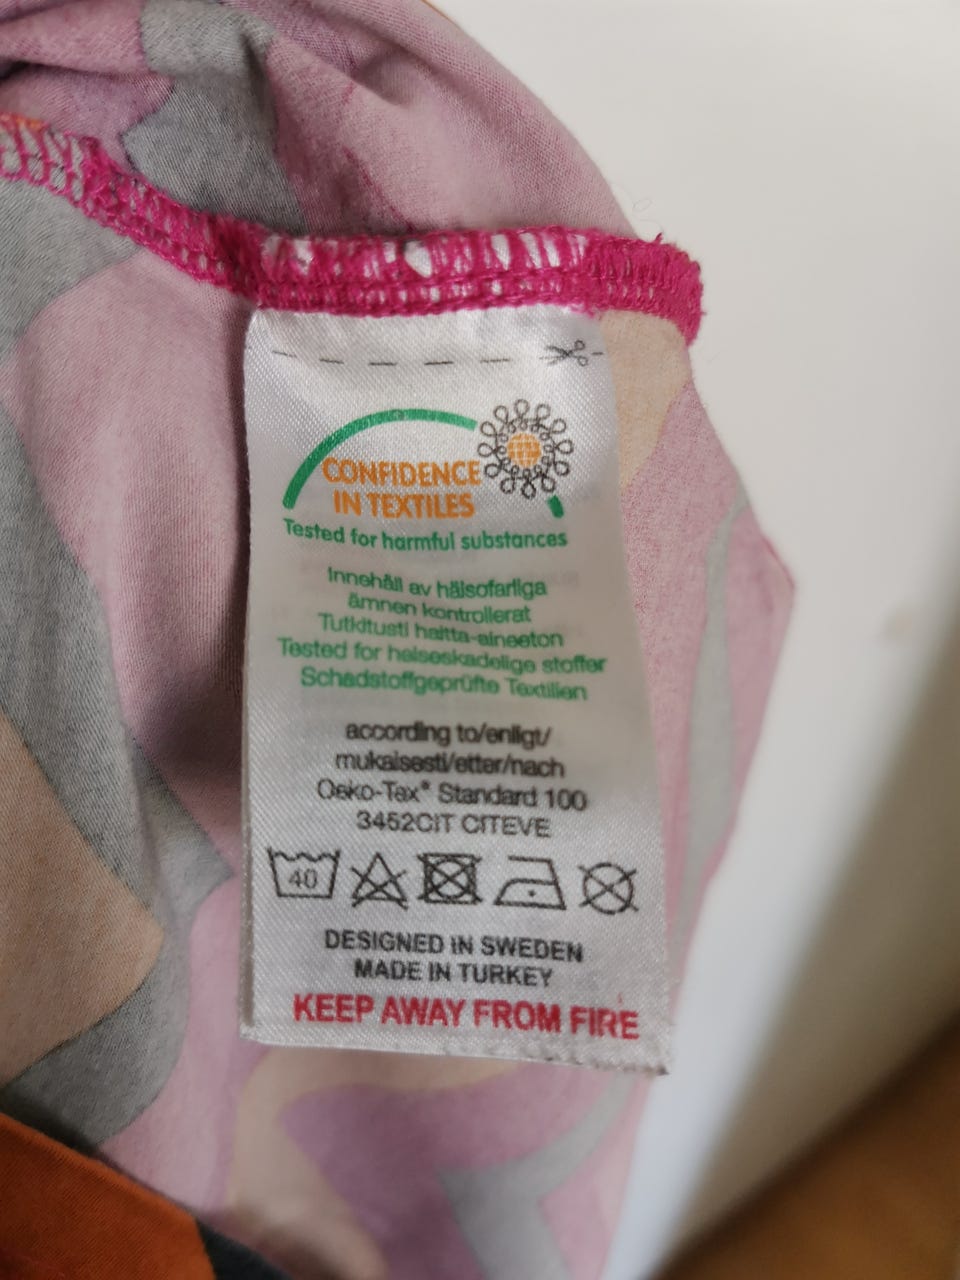 CONFIDENCE
IN TEXTILES
Tested for harmful substances
Innehåll av hälsofarliga
ämnen kontrollerat
Tutkitusti haitta-aineeton
Tested for helseskadelige stoffer
Schadstoffgeprüfte Textilien
according to/enligt/
mukaisesti/etter/nach
Oeko-Tex® Standard 100
3452CIT CITEVE
40
DESIGNED IN SWEDEN
MADE IN TURKEY
KEEP AWAY FROM FIRE